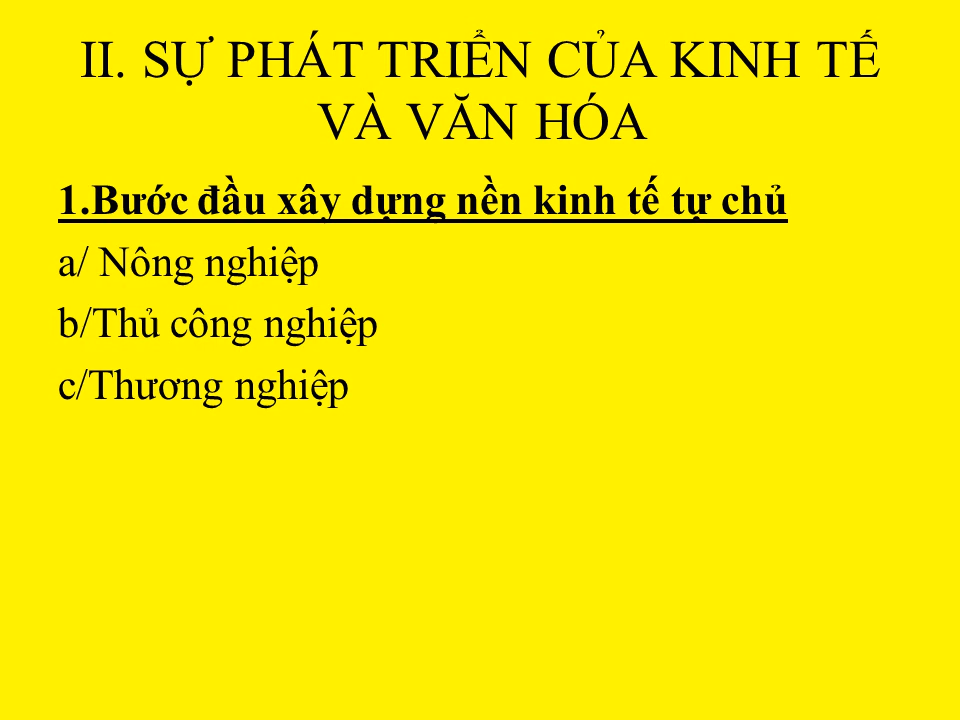 II. SỰ PHÁT TRIỂN CỦA KINH TẾ
VÀ VĂN HÓA
1.Bước đầu xây dựng nền kinh tế tự chủ
a/ Nông nghiệp
b/Thủ công nghiệp
c/Thương nghiệp